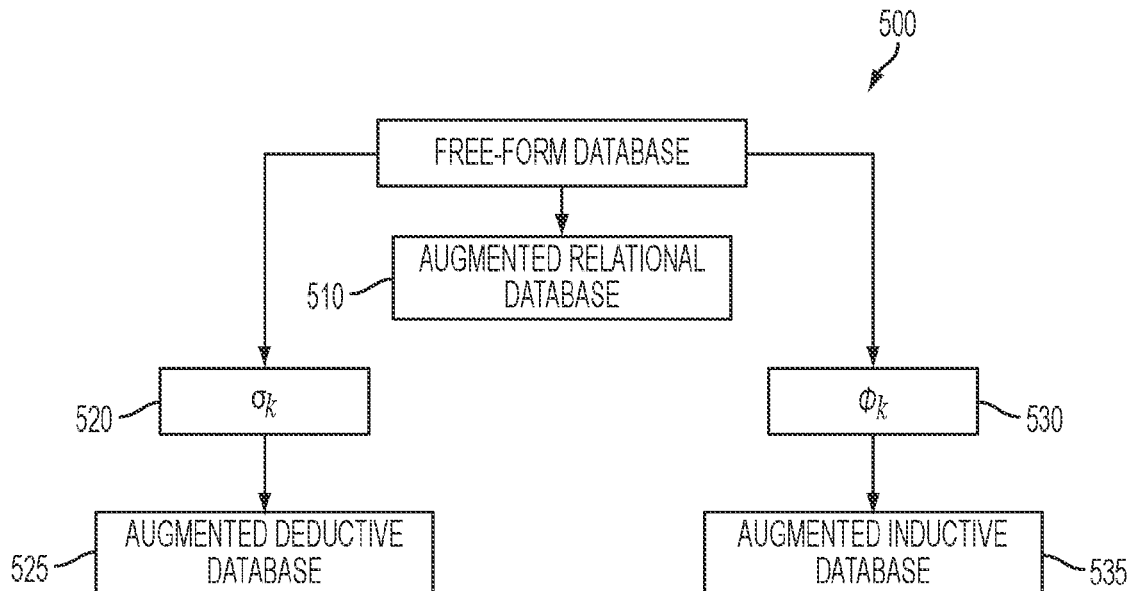 500
FREE-FORM DATABASE
AUGMENTED RELATIONAL
DATABASE
510
σk
520
ϕk
530
AUGMENTED DEDUCTIVE
DATABASE
525
AUGMENTED INDUCTIVE
DATABASE
535